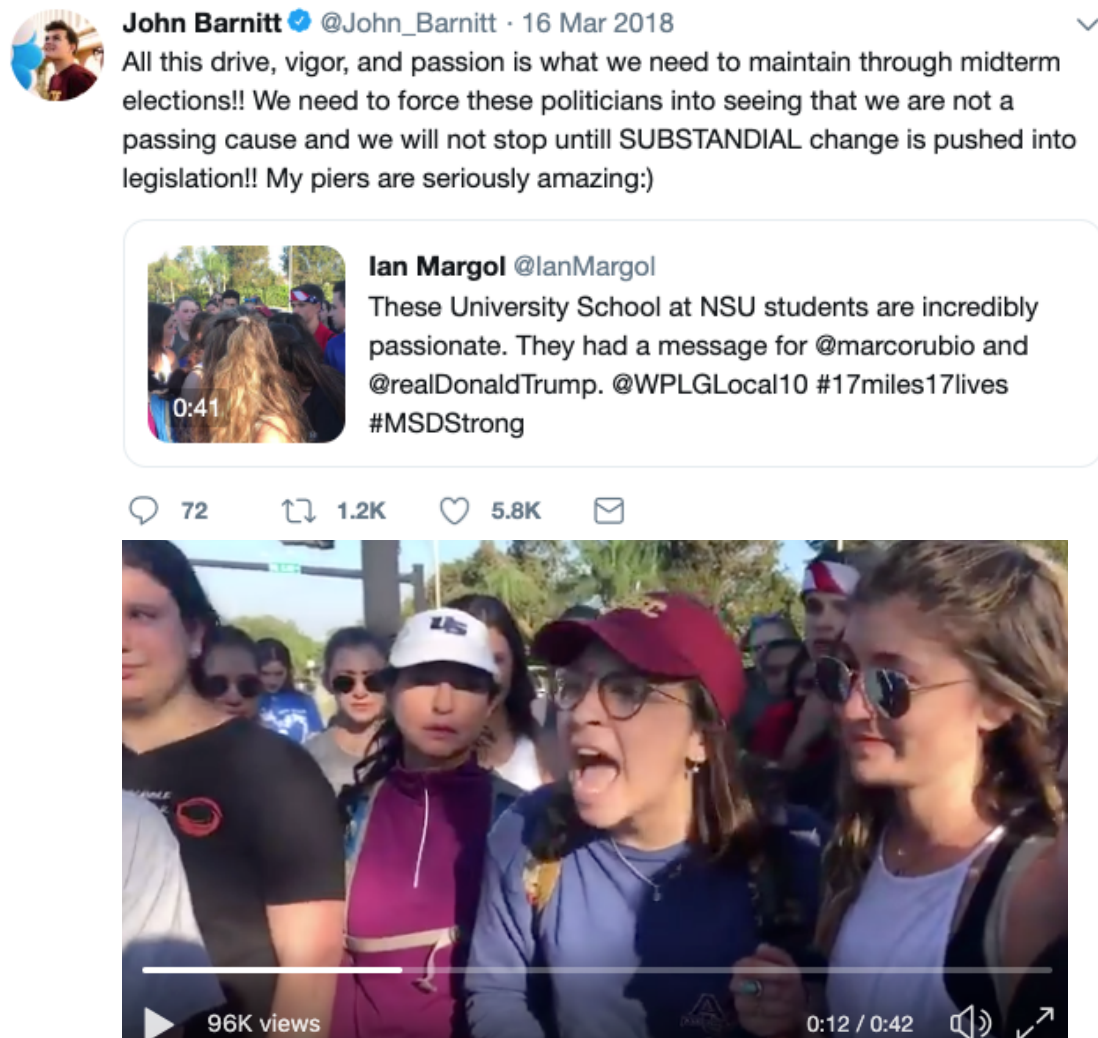 John Barnitt @John_Barnitt · 16 Mar 2018
All this drive, vigor, and passion is what we need to maintain through midterm
elections!! We need to force these politicians into seeing that we are not a
passing cause and we will not stop untill SUBSTANDIAL change is pushed into
legislation!! My piers are seriously amazing:)
Ian Margol @IanMargol
These University School at NSU students are incredibly
passionate. They had a message for @marcorubio and
@realDonaldTrump. @WPLGLocal10 #17miles17lives
#MSDStrong
0:41
72 1.2K 5.8K
US
96K views 0:12 / 0:42